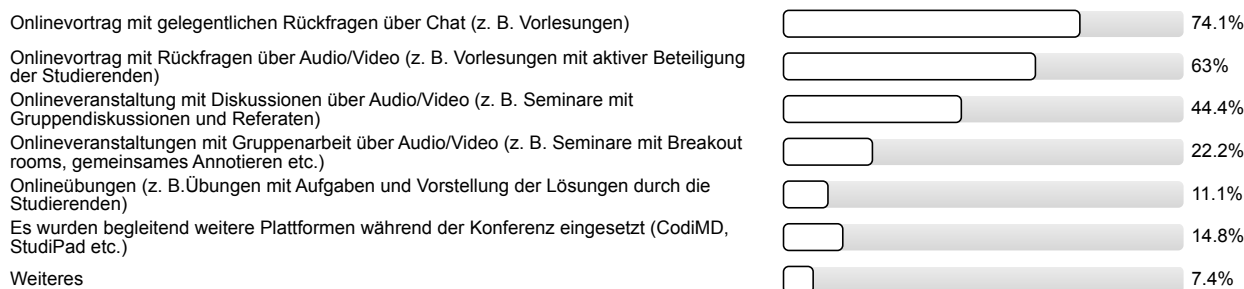 Onlinevortrag mit gelegentlichen Rückfragen über Chat (z. B. Vorlesungen)
74.1%
Onlinevortrag mit Rückfragen über Audio/Video (z. B. Vorlesungen mit aktiver Beteiligung
der Studierenden)
63%
Onlineveranstaltung mit Diskussionen über Audio/Video (z. B. Seminare mit
Gruppendiskussionen und Referaten)
44.4%
Onlineveranstaltungen mit Gruppenarbeit über Audio/Video (z. B. Seminare mit Breakout
rooms, gemeinsames Annotieren etc.)
22.2%
Onlineübungen (z. B.Übungen mit Aufgaben und Vorstellung der Lösungen durch die
Studierenden)
11.1%
Es wurden begleitend weitere Plattformen während der Konferenz eingesetzt (CodiMD,
StudiPad etc.)
14.8%
Weiteres
7.4%